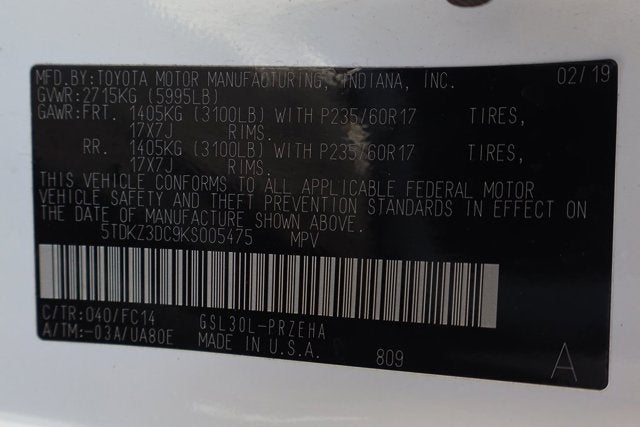 MFD. BY: TOYOTA MOTOR MANUFACTURING, INDIANA, INC. 02/19
GVWR: 2715KG (5995LB)
GAWR: FRT. 1405KG (3100LB) WITH P235/60R17 TIRES,
17X7J RIMS.
RR. 1405KG (3100LB) WITH P235/60R17 TIRES,
17X7J RIMS.
THIS VEHICLE CONFORMS TO ALL APPLICABLE FEDERAL MOTOR
VEHICLE SAFETY AND THEFT PREVENTION STANDARDS IN EFFECT ON
THE DATE OF MANUFACTURE SHOWN ABOVE.
5TDKZ3DC9KS005475 MPV
C/TR: 040/FC14 GSL30L-PRZEHA
A/TM:-03A/UA80E MADE IN U.S.A. 809 A